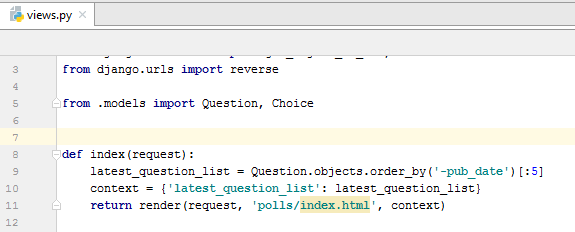 views.py
3 from django.urls import reverse
4
5 from .models import Question, Choice
6
7
8 def index(request):
9     latest_question_list = Question.objects.order_by('-pub_date')[:5]
10     context = {'latest_question_list': latest_question_list}
11     return render(request, 'polls/index.html', context)
12